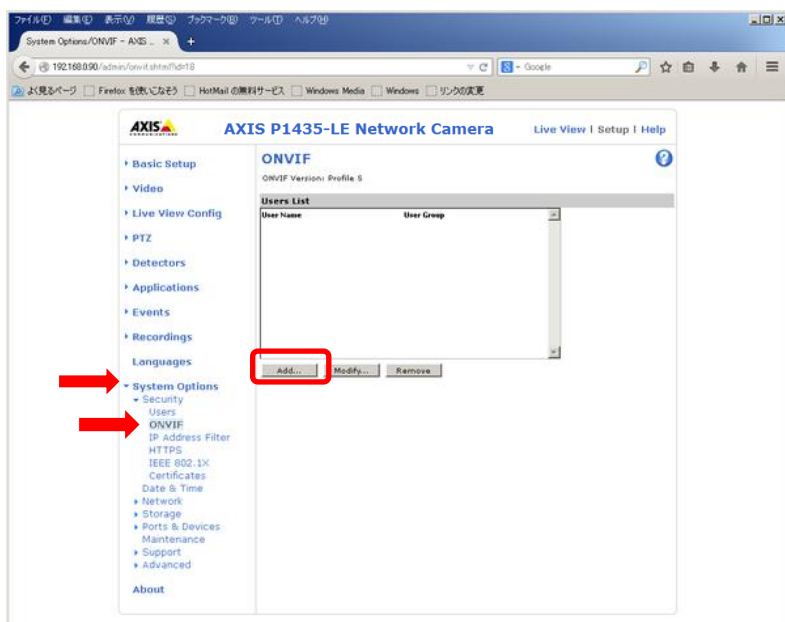 ファイル(F) 編集(E) 表示(V) 履歴(S) ブックマーク(B) ツール(T) ヘルプ(H)
System Options/ONVIF - AXIS ... × +
192.168.0.90/admin/onvif.shtml?id=18
Google
よく見るページ Firefox を使いこなそう HotMail の無料サービス Windows Media Windows リンクの変更
AXIS
COMMUNICATIONS
AXIS P1435-LE Network Camera
Live View | Setup | Help
Basic Setup
Video
Live View Config
PTZ
Detectors
Applications
Events
Recordings
Languages
System Options
Security
Users
ONVIF
IP Address Filter
HTTPS
IEEE 802.1X
Certificates
Date & Time
Network
Storage
Ports & Devices
Maintenance
Support
Advanced
About
ONVIF
ONVIF Version: Profile S
Users List
User Name User Group
Add... Modify... Remove